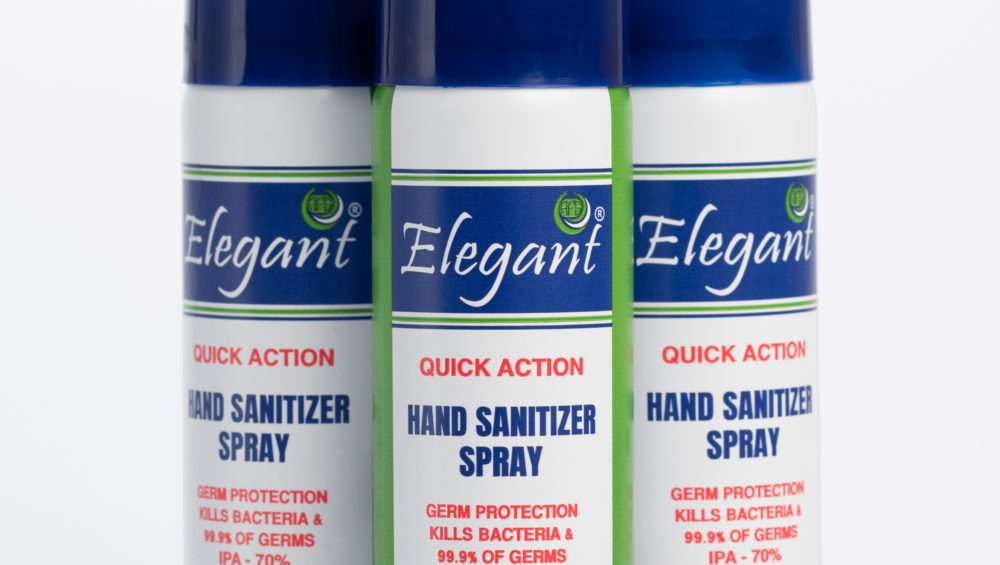 Elegant ®
QUICK ACTION
HAND SANITIZER
SPRAY
GERM PROTECTION
KILLS BACTERIA &
99.9% OF GERMS
IPA - 70%
Elegant ®
QUICK ACTION
HAND SANITIZER
SPRAY
GERM PROTECTION
KILLS BACTERIA &
99.9% OF GERMS
Elegant ®
QUICK ACTION
HAND SANITIZER
SPRAY
GERM PROTECTION
KILLS BACTERIA &
99.9% OF GERMS
IPA - 70%